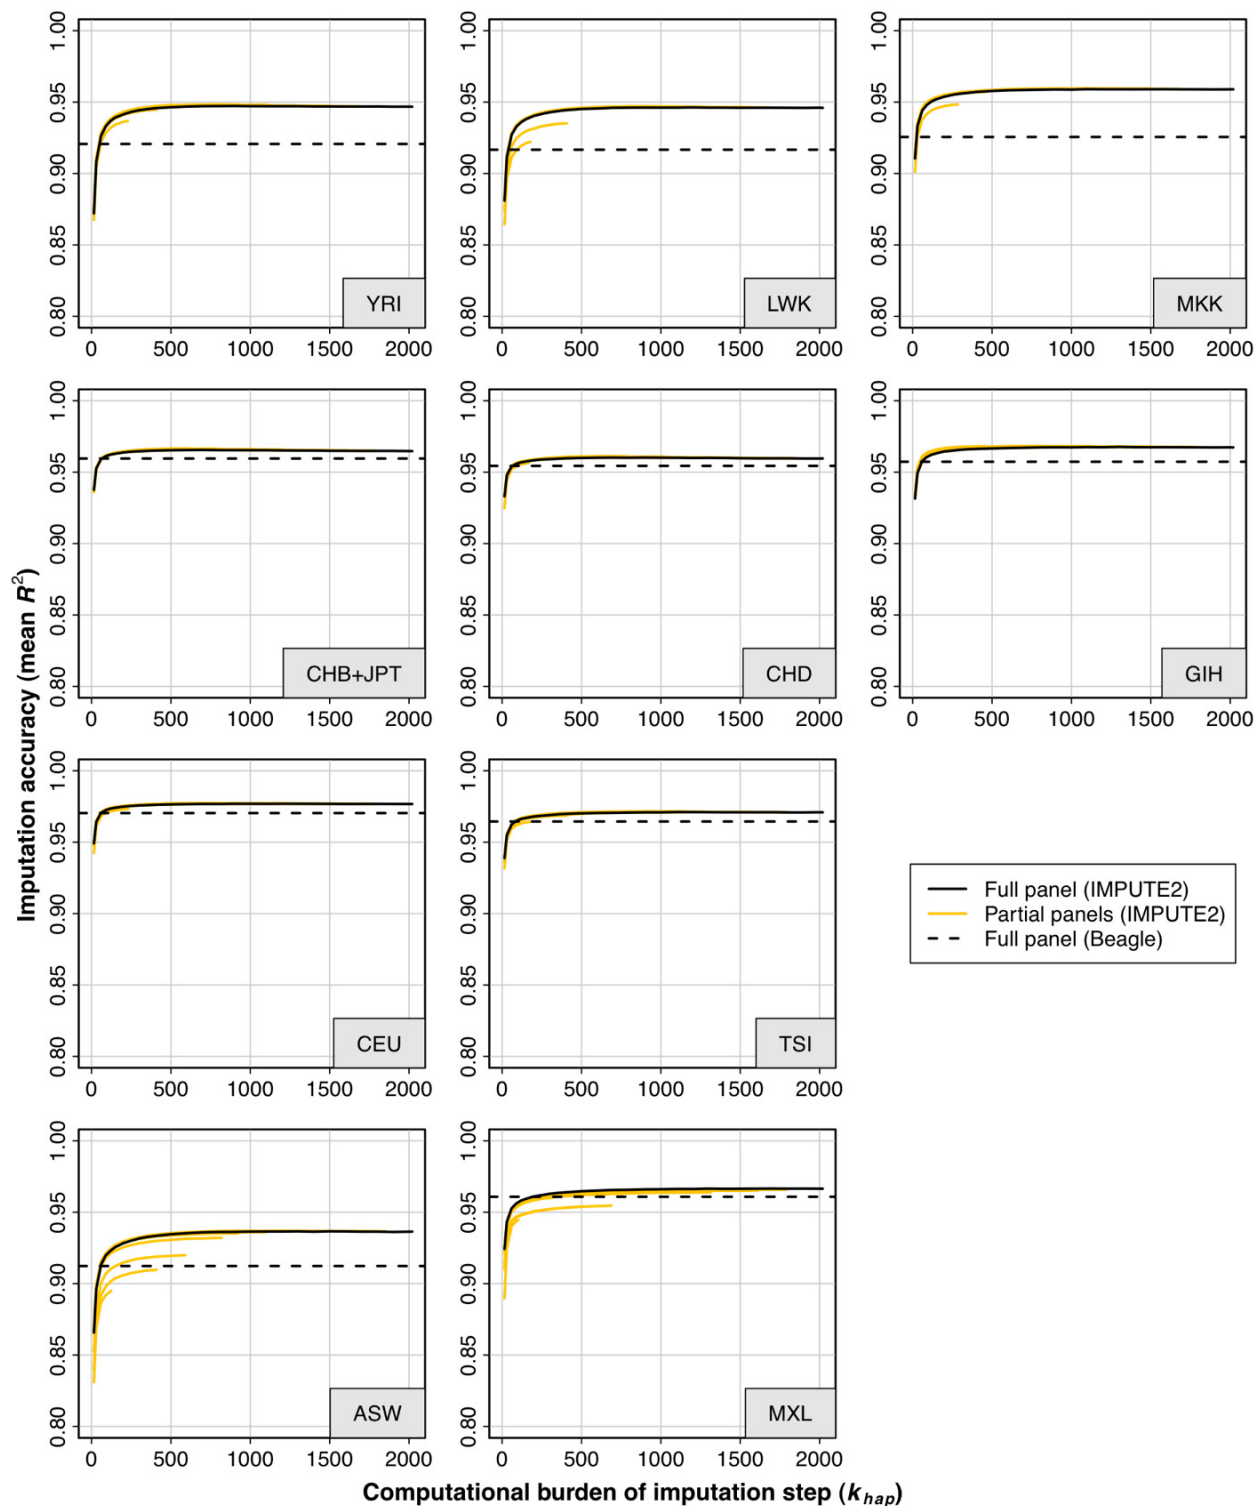 1.00
0.95
0.90
0.85
0.80
YRI
0 500 1000 1500 2000
1.00
0.95
0.90
0.85
0.80
LWK
0 500 1000 1500 2000
1.00
0.95
0.90
0.85
0.80
MKK
0 500 1000 1500 2000
1.00
0.95
0.90
0.85
0.80
CHB+JPT
0 500 1000 1500 2000
1.00
0.95
0.90
0.85
0.80
CHD
0 500 1000 1500 2000
1.00
0.95
0.90
0.85
0.80
GIH
0 500 1000 1500 2000
Imputation accuracy (mean R²)
1.00
0.95
0.90
0.85
0.80
CEU
0 500 1000 1500 2000
1.00
0.95
0.90
0.85
0.80
TSI
0 500 1000 1500 2000
Full panel (IMPUTE2)
Partial panels (IMPUTE2)
Full panel (Beagle)
1.00
0.95
0.90
0.85
0.80
ASW
0 500 1000 1500 2000
1.00
0.95
0.90
0.85
0.80
MXL
0 500 1000 1500 2000
Computational burden of imputation step (k_hap)